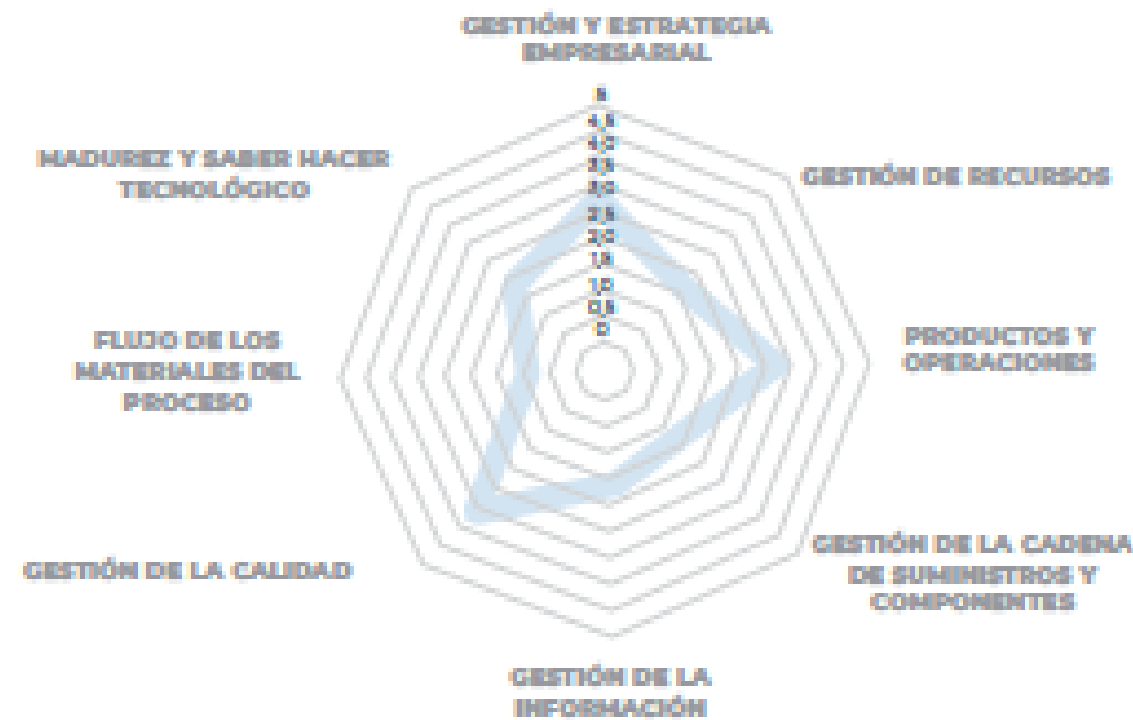 GESTIÓN Y ESTRATEGIA
EMPRESARIAL
5
4,5
4,0
3,5
3,0
2,5
2,0
1,5
1,0
0,5
0
MADUREZ Y SABER HACER
TECNOLÓGICO
GESTIÓN DE RECURSOS
FLUJO DE LOS
MATERIALES DEL
PROCESO
PRODUCTOS Y
OPERACIONES
GESTIÓN DE LA CALIDAD
GESTIÓN DE LA CADENA
DE SUMINISTROS Y
COMPONENTES
GESTIÓN DE LA
INFORMACIÓN